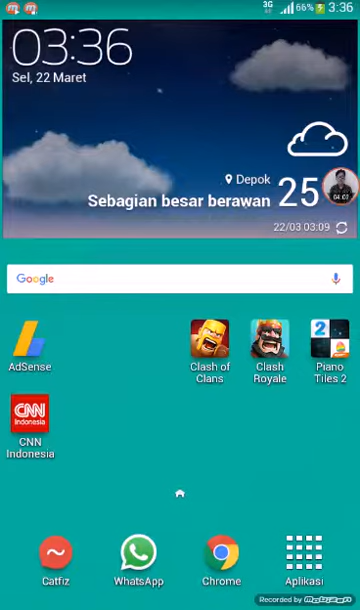 3G 66% 3:36
03:36
Sel, 22 Maret
Depok
Sebagian besar berawan 25
04:07
22/03 03:09
Google
AdSense
Clash of Clans
Clash Royale
2
Piano Tiles 2
CNN
Indonesia
CNN Indonesia
Catfiz
WhatsApp
Chrome
Aplikasi
Recorded by mobizen